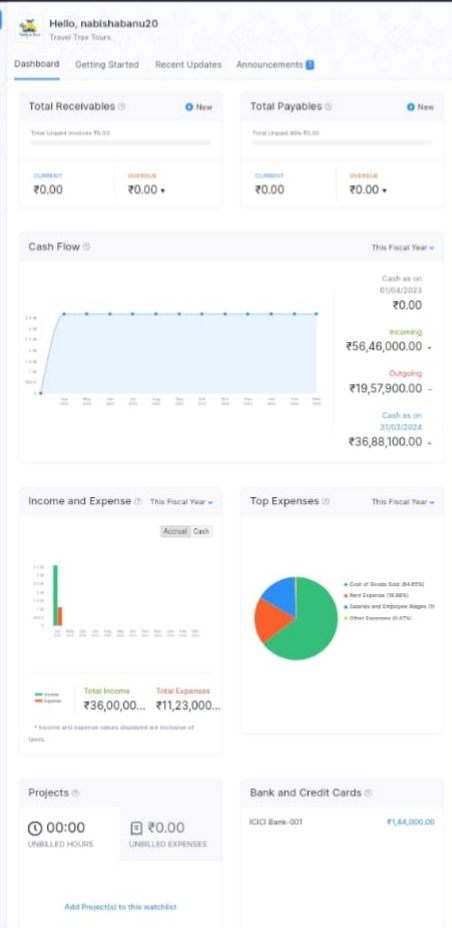 Hello, nabishabanu20
Travel Trax Tours
Dashboard Getting Started Recent Updates Announcements
Total Receivables New
Total Unpaid Invoices ₹0.00
CURRENT OVERDUE
₹0.00 ₹0.00
Total Payables New
Total Unpaid Bills ₹0.00
CURRENT OVERDUE
₹0.00 ₹0.00
Cash Flow This Fiscal Year
Cash as on
01/04/2023
₹0.00
Incoming
₹56,46,000.00
Outgoing
₹19,57,900.00
Cash as on
31/03/2024
₹36,88,100.00
Income and Expense This Fiscal Year
Accrual Cash
Income
Expense
Total Income Total Expenses
₹36,00,00... ₹11,23,000...
* Income and expense values displayed are exclusive of
taxes.
Top Expenses This Fiscal Year
Cost of Goods Sold
Rent Expense
Salaries and Employee Wages
Other Expenses
Projects
00:00 ₹0.00
UNBILLED HOURS UNBILLED EXPENSES
Add Project(s) to this watchlist
Bank and Credit Cards
ICICI Bank-001 ₹1,44,000.00